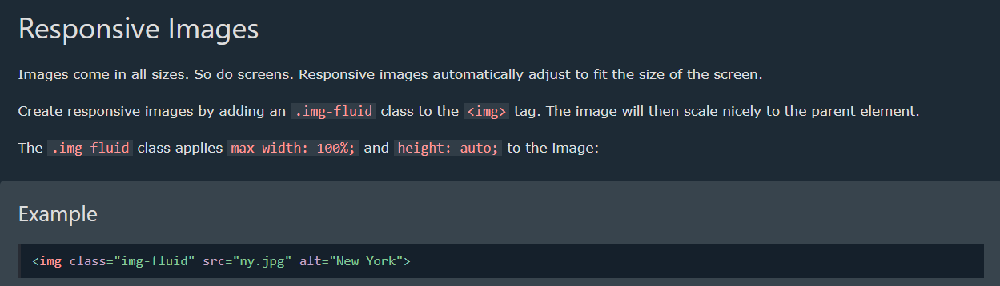 Responsive Images
Images come in all sizes. So do screens. Responsive images automatically adjust to fit the size of the screen.
Create responsive images by adding an .img-fluid class to the <img> tag. The image will then scale nicely to the parent element.
The .img-fluid class applies max-width: 100%; and height: auto; to the image:
Example
<img class="img-fluid" src="ny.jpg" alt="New York">